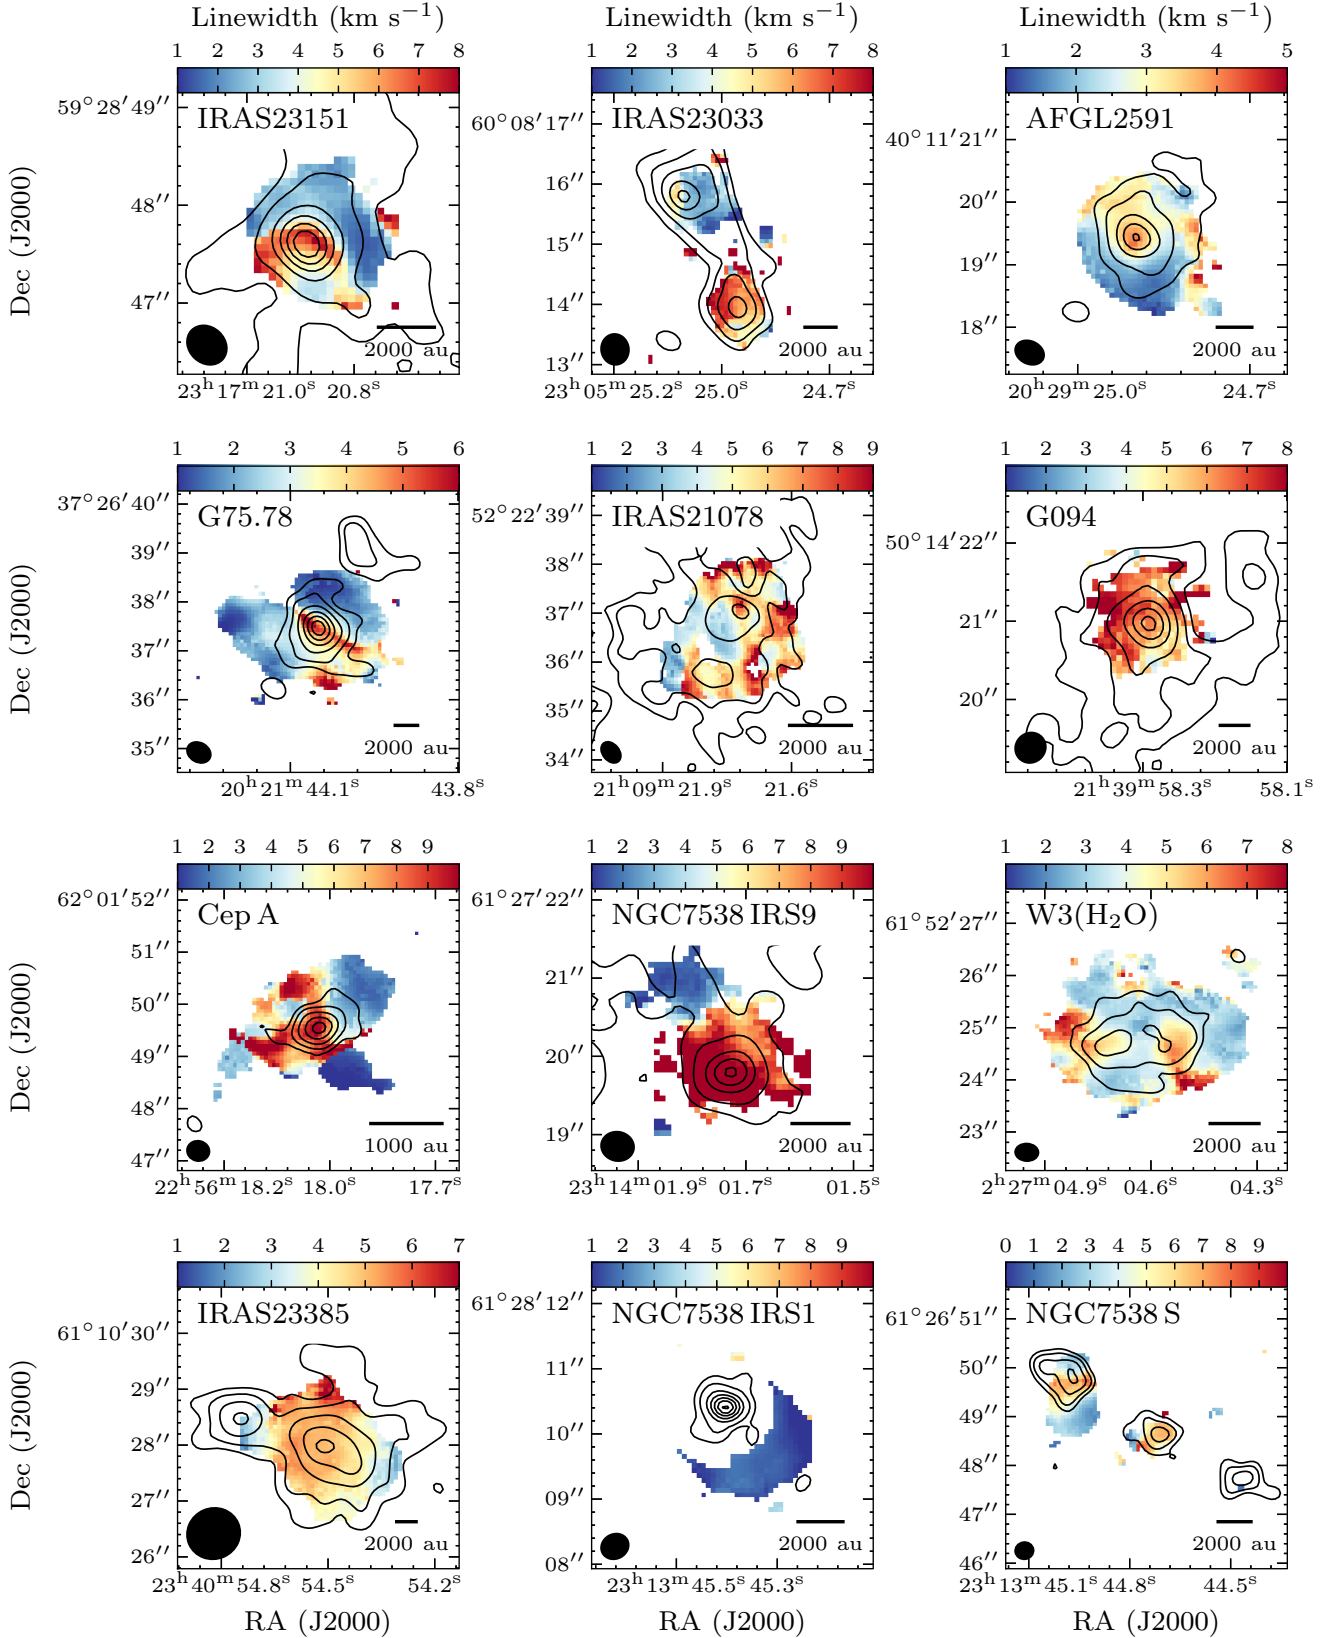 Linewidth (km s⁻¹) Linewidth (km s⁻¹) Linewidth (km s⁻¹)
1 2 3 4 5 6 7 8 1 2 3 4 5 6 7 8 1 2 3 4 5
IRAS23151 IRAS23033 AFGL2591
59°28′49″ 48″ 47″
60°08′17″ 16″ 15″ 14″ 13″
40°11′21″ 20″ 19″ 18″
Dec (J2000)
2000 au 2000 au 2000 au
23ʰ17ᵐ21.0ˢ 20.8ˢ 23ʰ05ᵐ25.2ˢ 25.0ˢ 24.7ˢ 20ʰ29ᵐ25.0ˢ 24.7ˢ
1 2 3 4 5 6 1 2 3 4 5 6 7 8 9 1 2 3 4 5 6 7 8
G75.78 IRAS21078 G094
37°26′40″ 39″ 38″ 37″ 36″ 35″
52°22′39″ 38″ 37″ 36″ 35″ 34″
50°14′22″ 21″ 20″
Dec (J2000)
2000 au 2000 au 2000 au
20ʰ21ᵐ44.1ˢ 43.8ˢ 21ʰ09ᵐ21.9ˢ 21.6ˢ 21ʰ39ᵐ58.3ˢ 58.1ˢ
1 2 3 4 5 6 7 8 9 1 2 3 4 5 6 7 8 9 1 2 3 4 5 6 7 8
Cep A NGC7538 IRS9 W3(H₂O)
62°01′52″ 51″ 50″ 49″ 48″ 47″
61°27′22″ 21″ 20″ 19″
61°52′27″ 26″ 25″ 24″ 23″
Dec (J2000)
1000 au 2000 au 2000 au
22ʰ56ᵐ18.2ˢ 18.0ˢ 17.7ˢ 23ʰ14ᵐ01.9ˢ 01.7ˢ 01.5ˢ 2ʰ27ᵐ04.9ˢ 04.6ˢ 04.3ˢ
1 2 3 4 5 6 7 1 2 3 4 5 6 7 8 9 0 1 2 3 4 5 6 7 8 9
IRAS23385 NGC7538 IRS1 NGC7538 S
61°10′30″ 29″ 28″ 27″ 26″
61°28′12″ 11″ 10″ 09″ 08″
61°26′51″ 50″ 49″ 48″ 47″ 46″
Dec (J2000)
2000 au 2000 au 2000 au
23ʰ40ᵐ54.8ˢ 54.5ˢ 54.2ˢ 23ʰ13ᵐ45.5ˢ 45.3ˢ 23ʰ13ᵐ45.1ˢ 44.8ˢ 44.5ˢ
RA (J2000) RA (J2000) RA (J2000)